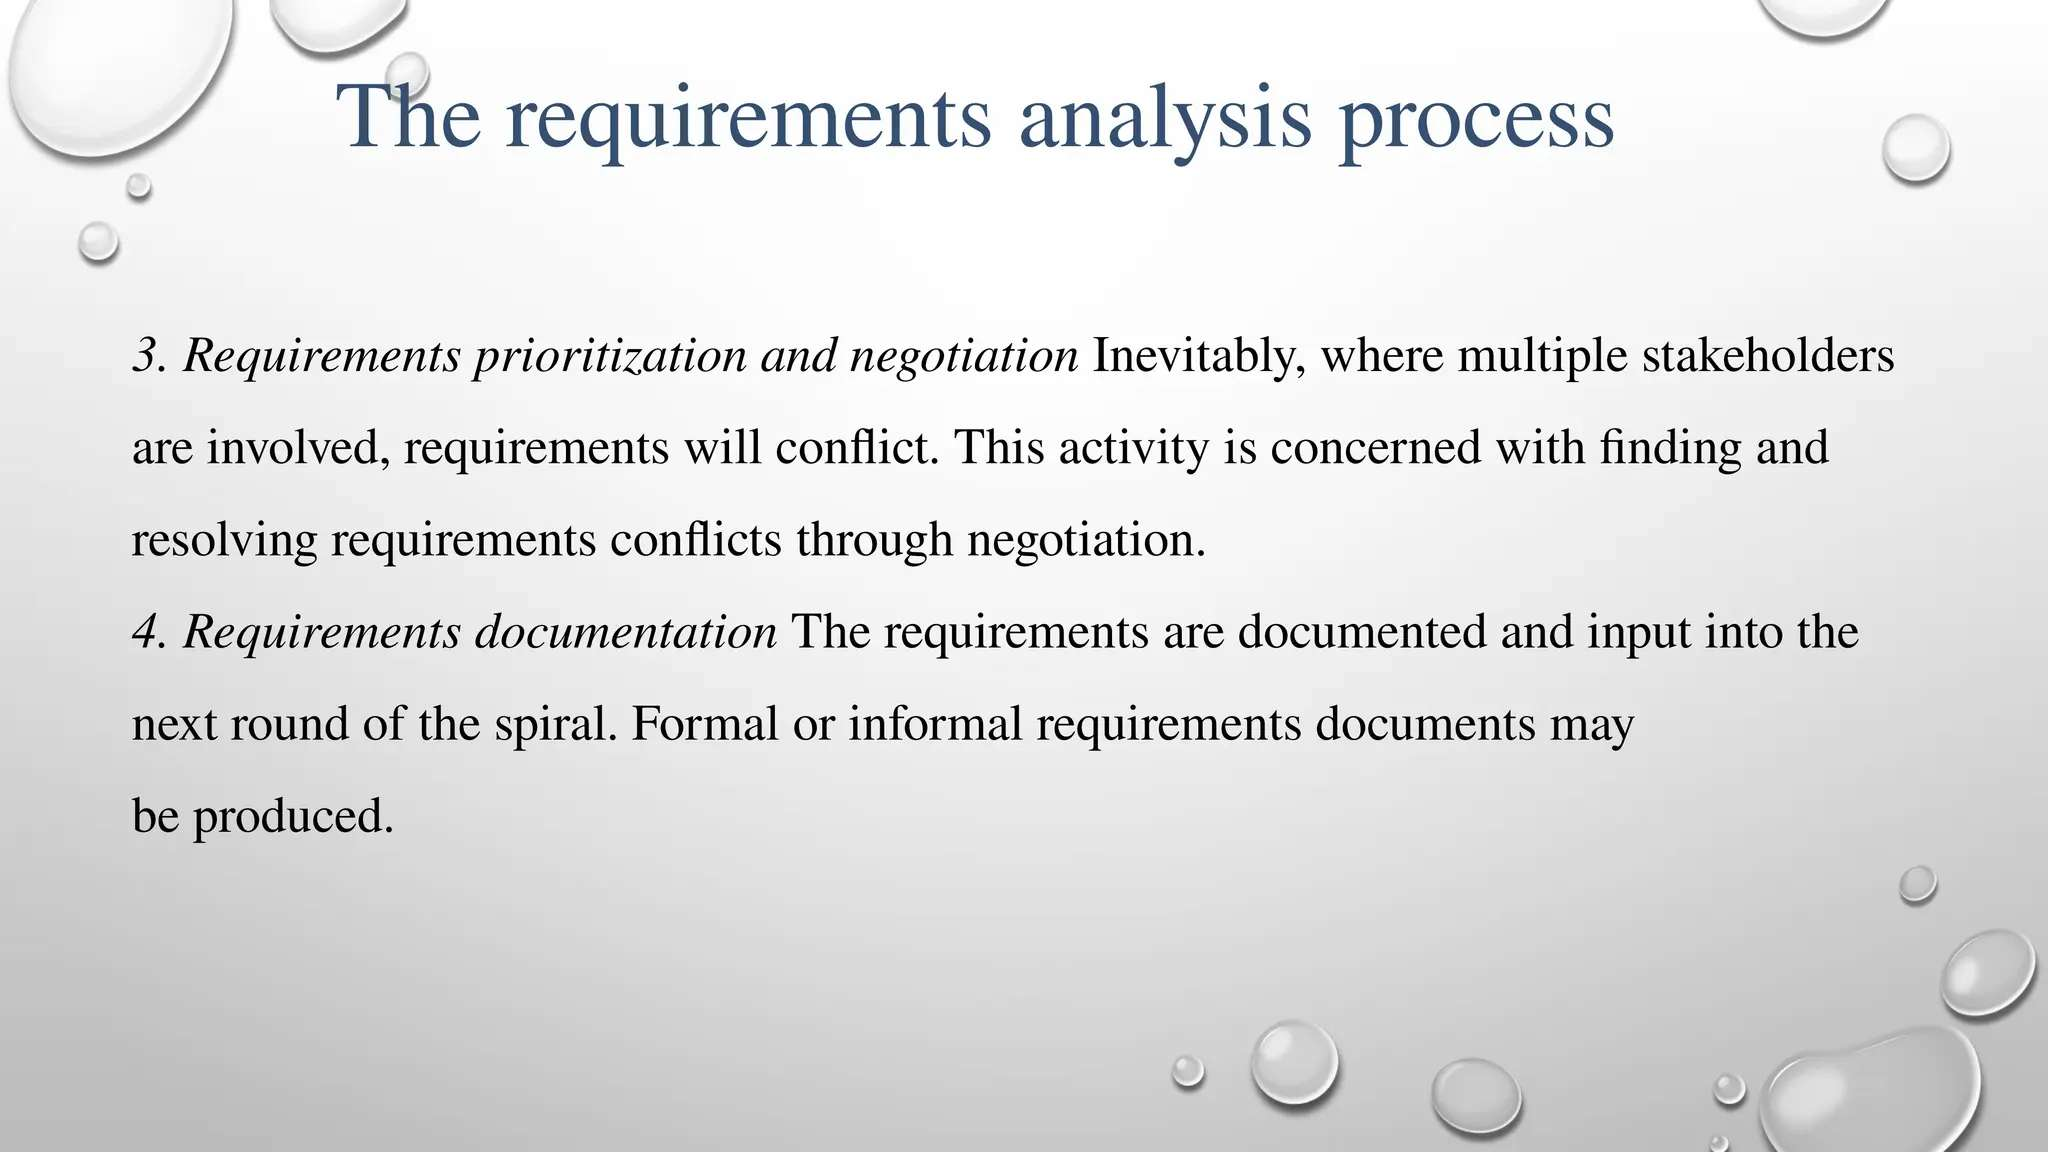 The requirements analysis process
3. Requirements prioritization and negotiation Inevitably, where multiple stakeholders
are involved, requirements will conflict. This activity is concerned with finding and
resolving requirements conflicts through negotiation.
4. Requirements documentation The requirements are documented and input into the
next round of the spiral. Formal or informal requirements documents may
be produced.